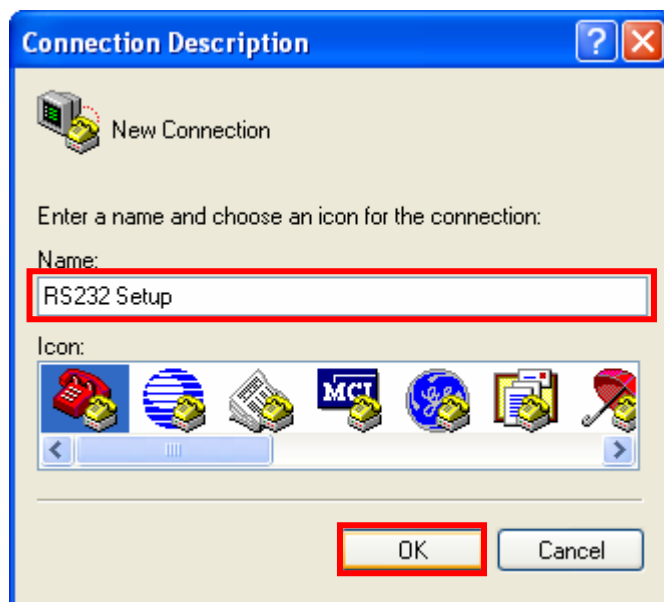 Connection Description
New Connection
Enter a name and choose an icon for the connection:
Name:
RS232 Setup
Icon:
MCI
OK
Cancel